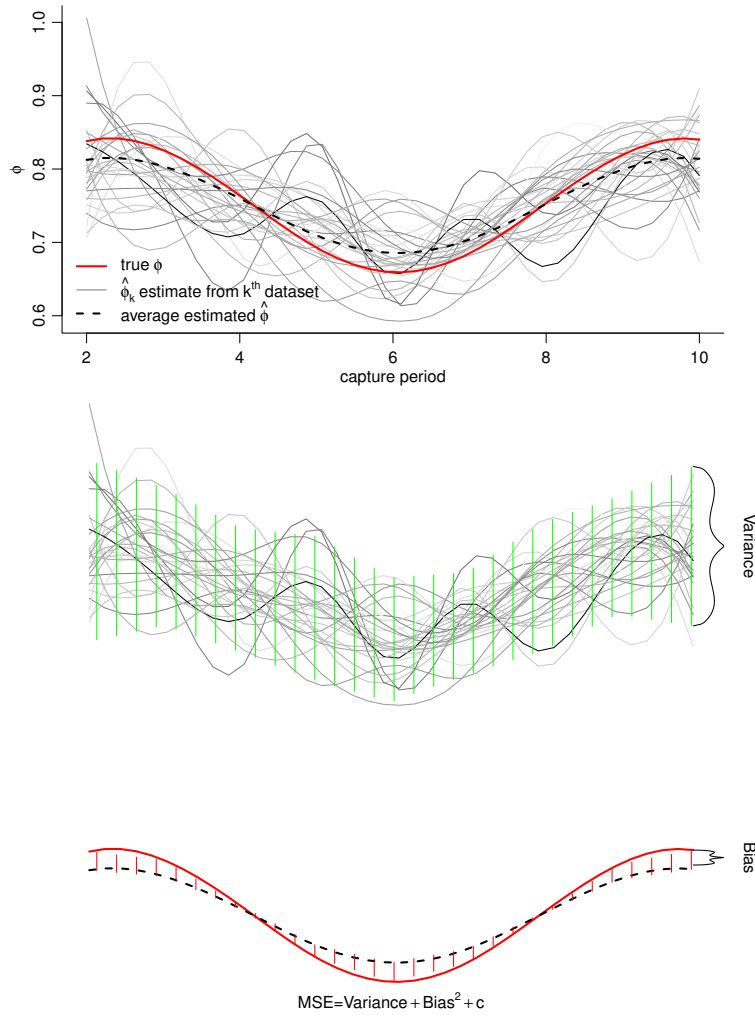 1.0
0.9
0.8
0.7
0.6
ϕ
true ϕ
ϕ̂ₖ estimate from kᵗʰ dataset
average estimated ϕ̂
2 4 6 8 10
capture period
Variance
Bias
MSE=Variance+Bias²+c